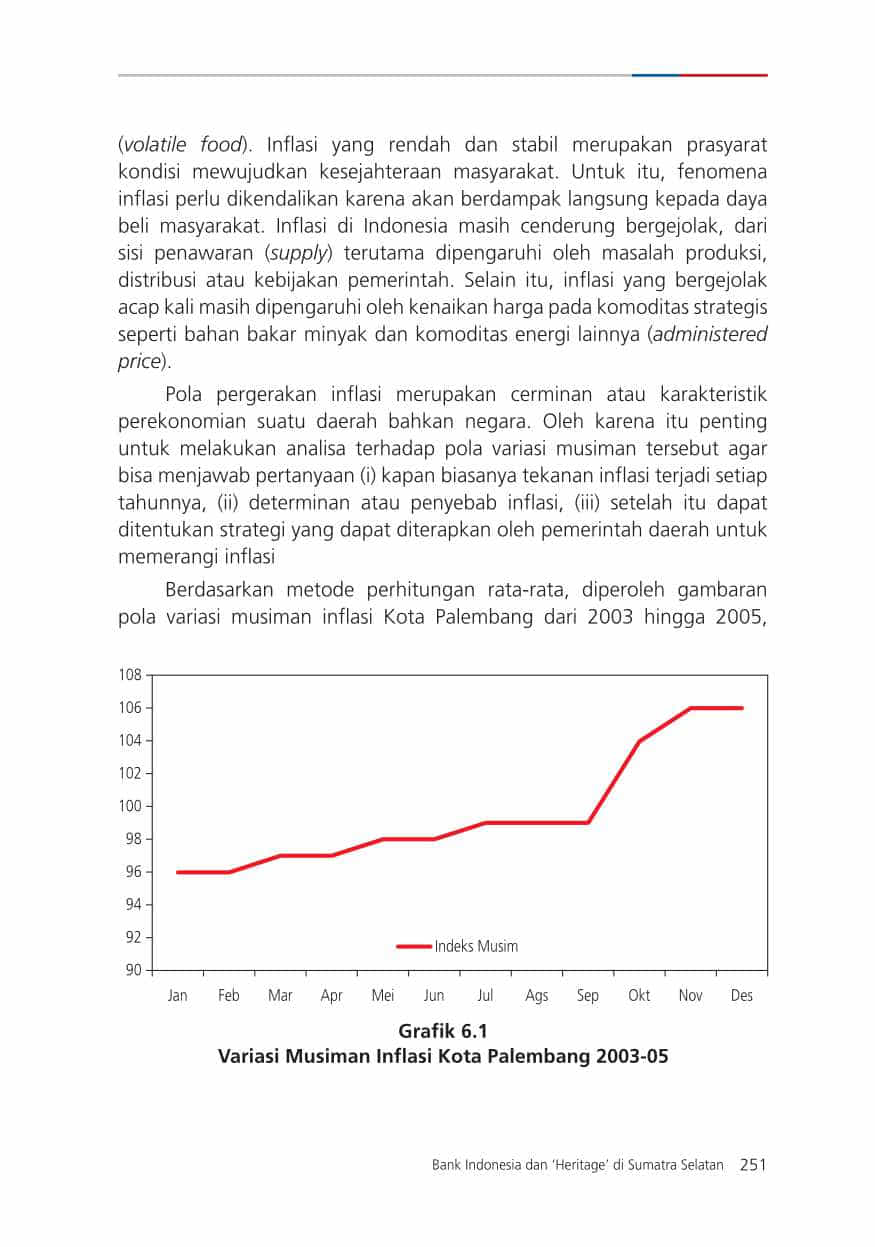 (volatile food). Inflasi yang rendah dan stabil merupakan prasyarat
kondisi mewujudkan kesejahteraan masyarakat. Untuk itu, fenomena
inflasi perlu dikendalikan karena akan berdampak langsung kepada daya
beli masyarakat. Inflasi di Indonesia masih cenderung bergejolak, dari
sisi penawaran (supply) terutama dipengaruhi oleh masalah produksi,
distribusi atau kebijakan pemerintah. Selain itu, inflasi yang bergejolak
acap kali masih dipengaruhi oleh kenaikan harga pada komoditas strategis
seperti bahan bakar minyak dan komoditas energi lainnya (administered
price).
Pola pergerakan inflasi merupakan cerminan atau karakteristik
perekonomian suatu daerah bahkan negara. Oleh karena itu penting
untuk melakukan analisa terhadap pola variasi musiman tersebut agar
bisa menjawab pertanyaan (i) kapan biasanya tekanan inflasi terjadi setiap
tahunnya, (ii) determinan atau penyebab inflasi, (iii) setelah itu dapat
ditentukan strategi yang dapat diterapkan oleh pemerintah daerah untuk
memerangi inflasi
Berdasarkan metode perhitungan rata-rata, diperoleh gambaran
pola variasi musiman inflasi Kota Palembang dari 2003 hingga 2005,
108
106
104
102
100
98
96
94
92
90
Indeks Musim
Jan Feb Mar Apr Mei Jun Jul Ags Sep Okt Nov Des
Grafik 6.1
Variasi Musiman Inflasi Kota Palembang 2003-05
Bank Indonesia dan ‘Heritage’ di Sumatra Selatan 251